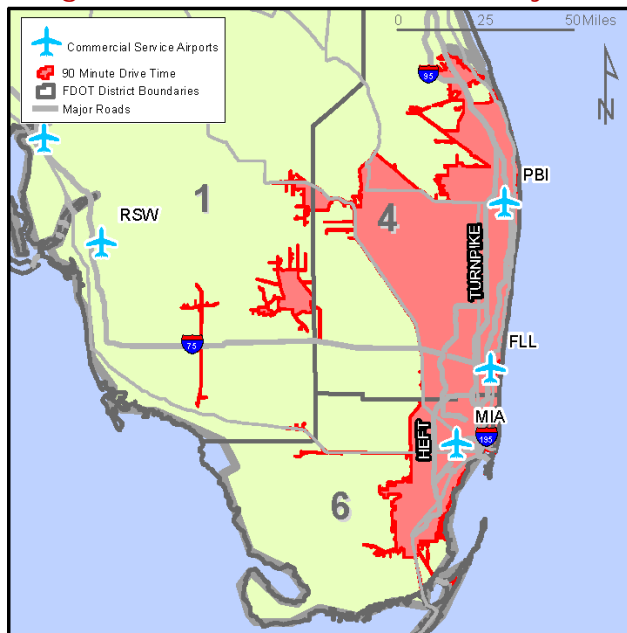 0 25 50 Miles
Commercial Service Airports
90 Minute Drive Time
FDOT District Boundaries
Major Roads
N
95
PBI
1
4
RSW
TURNPIKE
75
FLL
MIA
HEFT
195
6